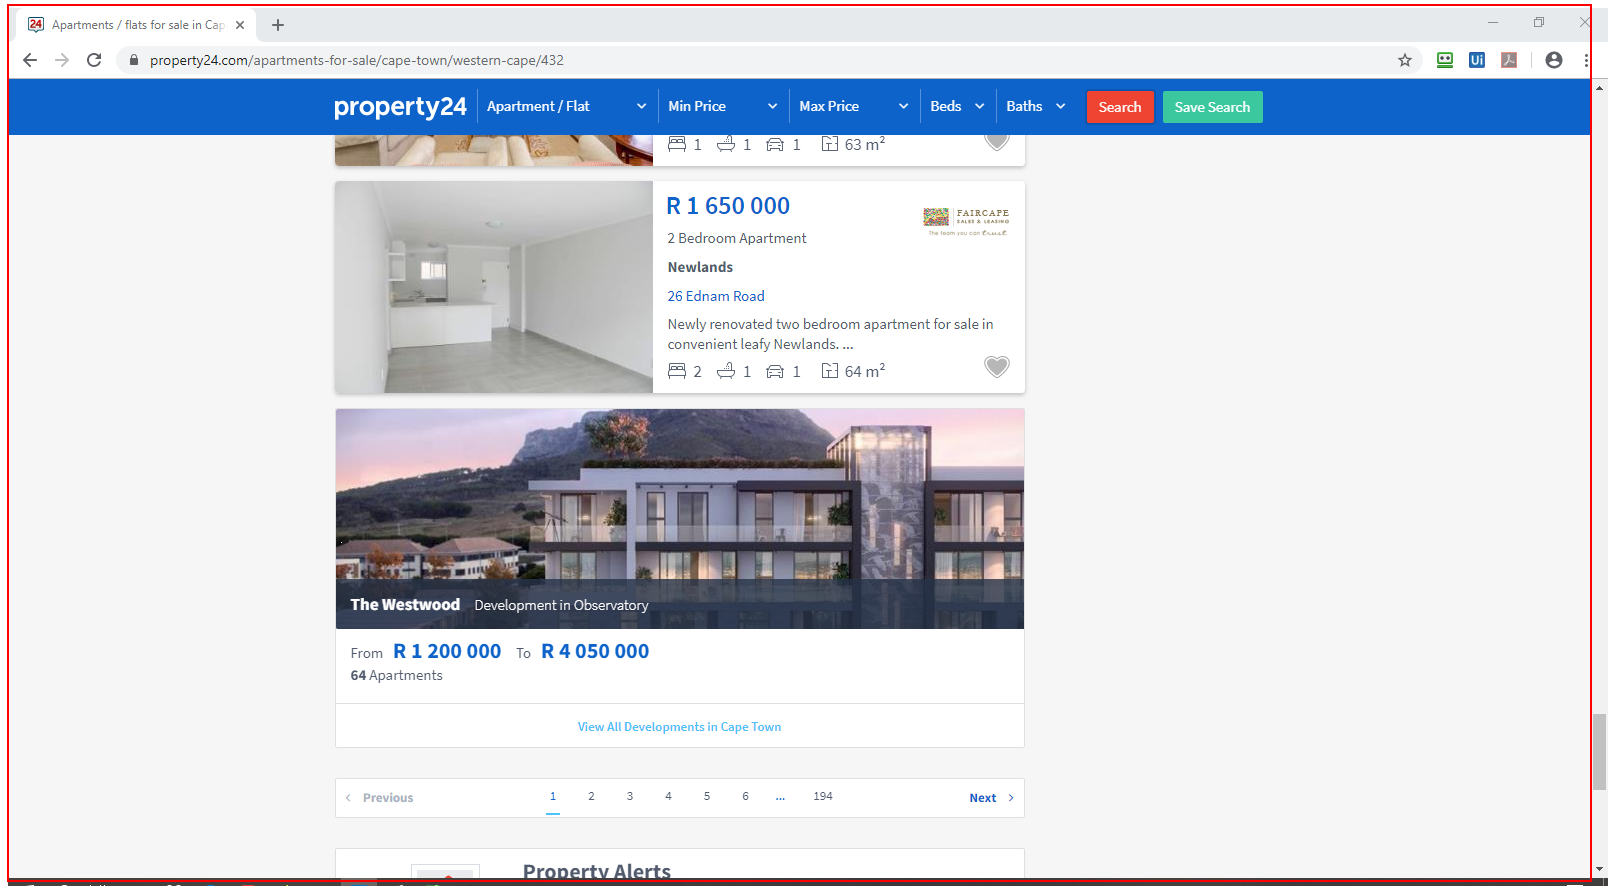 24 Apartments / flats for sale in Cap
property24.com/apartments-for-sale/cape-town/western-cape/432
Ui
property24 Apartment / Flat Min Price Max Price Beds Baths Search Save Search
1 1 1 63 m²
R 1 650 000
FAIRCAPE
SALES & LEASING
The team you can trust
2 Bedroom Apartment
Newlands
26 Ednam Road
Newly renovated two bedroom apartment for sale in
convenient leafy Newlands. ...
2 1 1 64 m²
The Westwood Development in Observatory
From R 1 200 000 To R 4 050 000
64 Apartments
View All Developments in Cape Town
Previous 1 2 3 4 5 6 ... 194 Next
Property Alerts